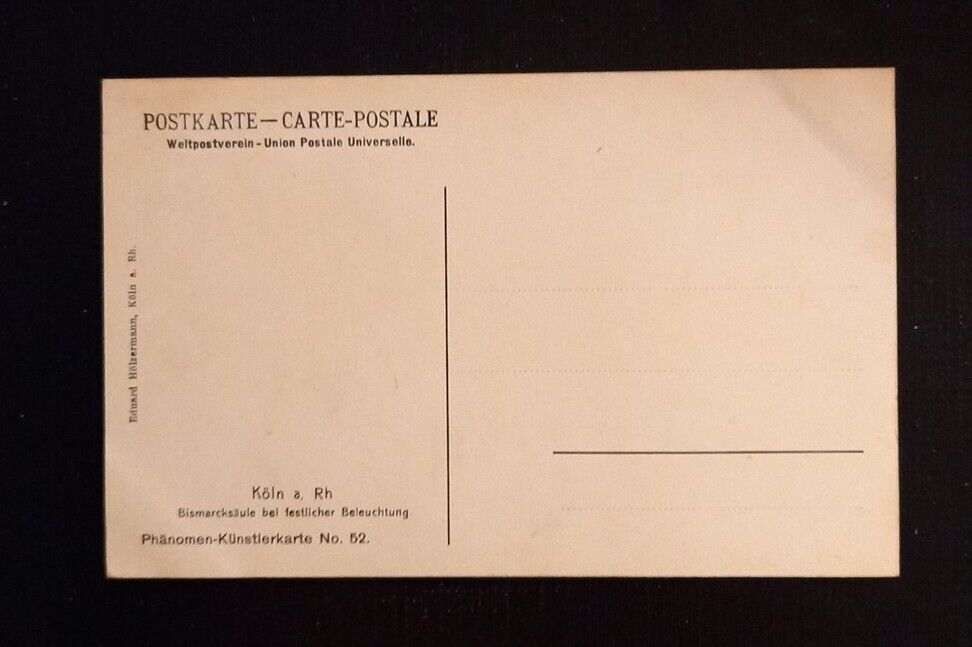 POSTKARTE — CARTE-POSTALE
Weltpostverein - Union Postale Universelle.
Eduard Hölzermann, Köln a. Rh.
Köln a. Rh
Bismarcksäule bei festlicher Beleuchtung
Phänomen-Künstlerkarte No. 52.